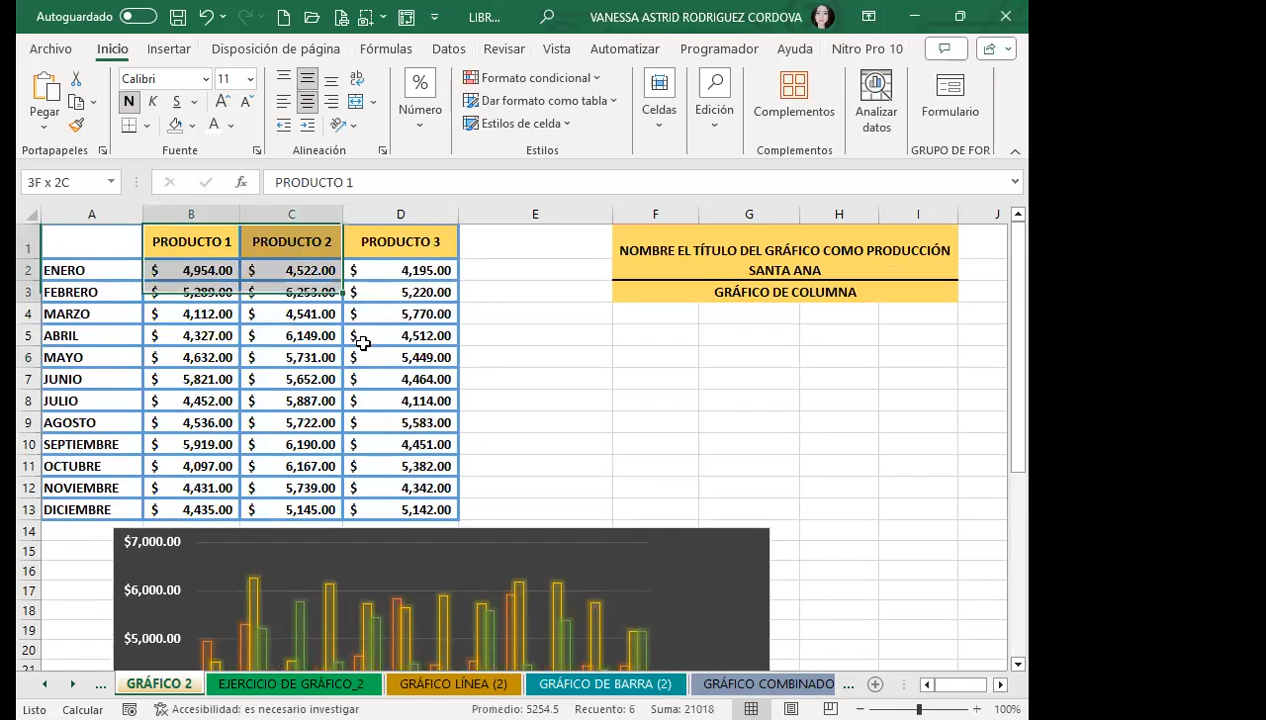 Autoguardado
LIBR...
VANESSA ASTRID RODRIGUEZ CORDOVA
Archivo Inicio Insertar Disposición de página Fórmulas Datos Revisar Vista Automatizar Programador Ayuda Nitro Pro 10
Pegar
Calibri 11
N K S
Número
Formato condicional
Dar formato como tabla
Estilos de celda
Celdas
Edición
Complementos
Analizar datos
Formulario
Portapapeles Fuente Alineación Estilos Complementos GRUPO DE FOR
3F x 2C fx PRODUCTO 1
A B C D E F G H I J
1 PRODUCTO 1 PRODUCTO 2 PRODUCTO 3
NOMBRE EL TÍTULO DEL GRÁFICO COMO PRODUCCIÓN
SANTA ANA
GRÁFICO DE COLUMNA
2 ENERO $ 4,954.00 $ 4,522.00 $ 4,195.00
3 FEBRERO 5,289.00 6,253.00 5,220.00
4 MARZO $ 4,112.00 $ 4,541.00 $ 5,770.00
5 ABRIL $ 4,327.00 $ 6,149.00 $ 4,512.00
6 MAYO $ 4,632.00 $ 5,731.00 $ 5,449.00
7 JUNIO $ 5,821.00 $ 5,652.00 $ 4,464.00
8 JULIO $ 4,452.00 $ 5,887.00 $ 4,114.00
9 AGOSTO $ 4,536.00 $ 5,722.00 $ 5,583.00
10 SEPTIEMBRE $ 5,919.00 $ 6,190.00 $ 4,451.00
11 OCTUBRE $ 4,097.00 $ 6,167.00 $ 5,382.00
12 NOVIEMBRE $ 4,431.00 $ 5,739.00 $ 4,342.00
13 DICIEMBRE $ 4,435.00 $ 5,145.00 $ 5,142.00
14
15
16
17
18
19
20
21
$7,000.00
$6,000.00
$5,000.00
... GRÁFICO 2 EJERCICIO DE GRÁFICO_2 GRÁFICO LÍNEA (2) GRÁFICO DE BARRA (2) GRÁFICO COMBINADO ...
Listo Calcular Accesibilidad: es necesario investigar Promedio: 5254.5 Recuento: 6 Suma: 21018 100%